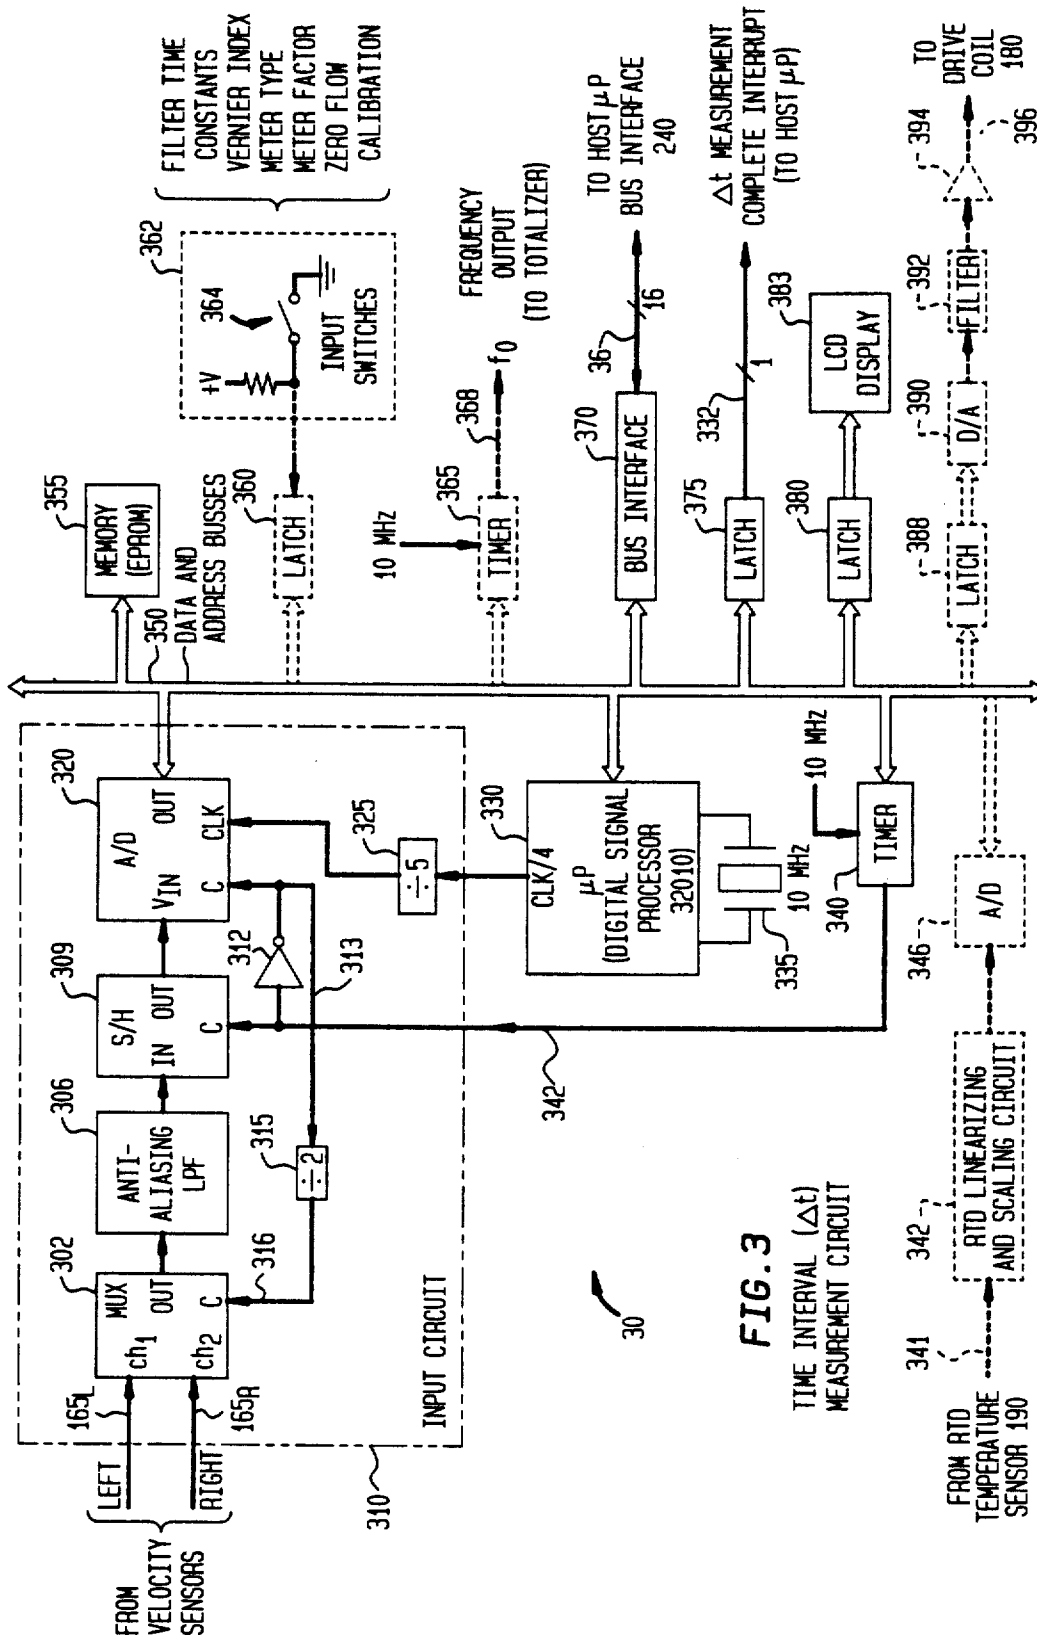 FROM
VELOCITY
SENSORS
LEFT
RIGHT
165L
165R
302
MUX
ch1
OUT
ch2
C
306
ANTI-
ALIASING
LPF
309
S/H
IN
OUT
C
320
A/D
VIN
OUT
C
CLK
312
313
315
÷2
316
325
÷5
310
INPUT CIRCUIT
330
CLK/4
µP
(DIGITAL SIGNAL
PROCESSOR
32010)
10 MHz
335
340
10 MHz
TIMER
342
30
FIG. 3
TIME INTERVAL (Δt)
MEASUREMENT CIRCUIT
FROM RTD
TEMPERATURE
SENSOR 190
341
342
RTD LINEARIZING
AND SCALING CIRCUIT
346
A/D
350
DATA AND
ADDRESS BUSSES
355
MEMORY
(EPROM)
360
LATCH
362
364
+V
INPUT
SWITCHES
FILTER TIME
CONSTANTS
VERNIER INDEX
METER TYPE
METER FACTOR
ZERO FLOW
CALIBRATION
10 MHz
365
TIMER
368
f0
FREQUENCY
OUTPUT
(TO TOTALIZER)
370
BUS INTERFACE
36
16
TO HOST µP
BUS INTERFACE
240
375
LATCH
332
1
Δt MEASUREMENT
COMPLETE INTERRUPT
(TO HOST µP)
380
LATCH
383
LCD
DISPLAY
388
LATCH
390
D/A
392
FILTER
394
396
TO
DRIVE
COIL
180